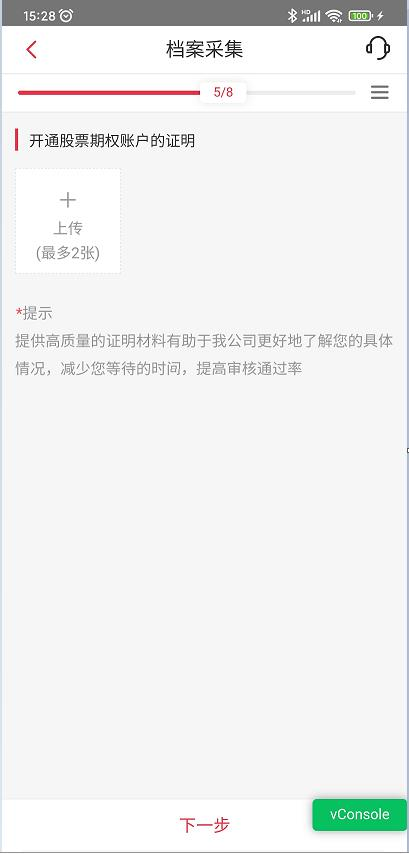 15:28
HD
100
档案采集
5/8
开通股票期权账户的证明
上传
(最多2张)
*提示
提供高质量的证明材料有助于我公司更好地了解您的具体
情况，减少您等待的时间，提高审核通过率
下一步
vConsole